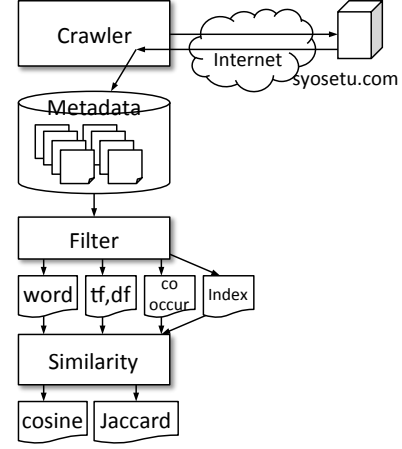 Crawler
Internet
syosetu.com
Metadata
Filter
word
tf,df
co
occur
Index
Similarity
cosine
Jaccard